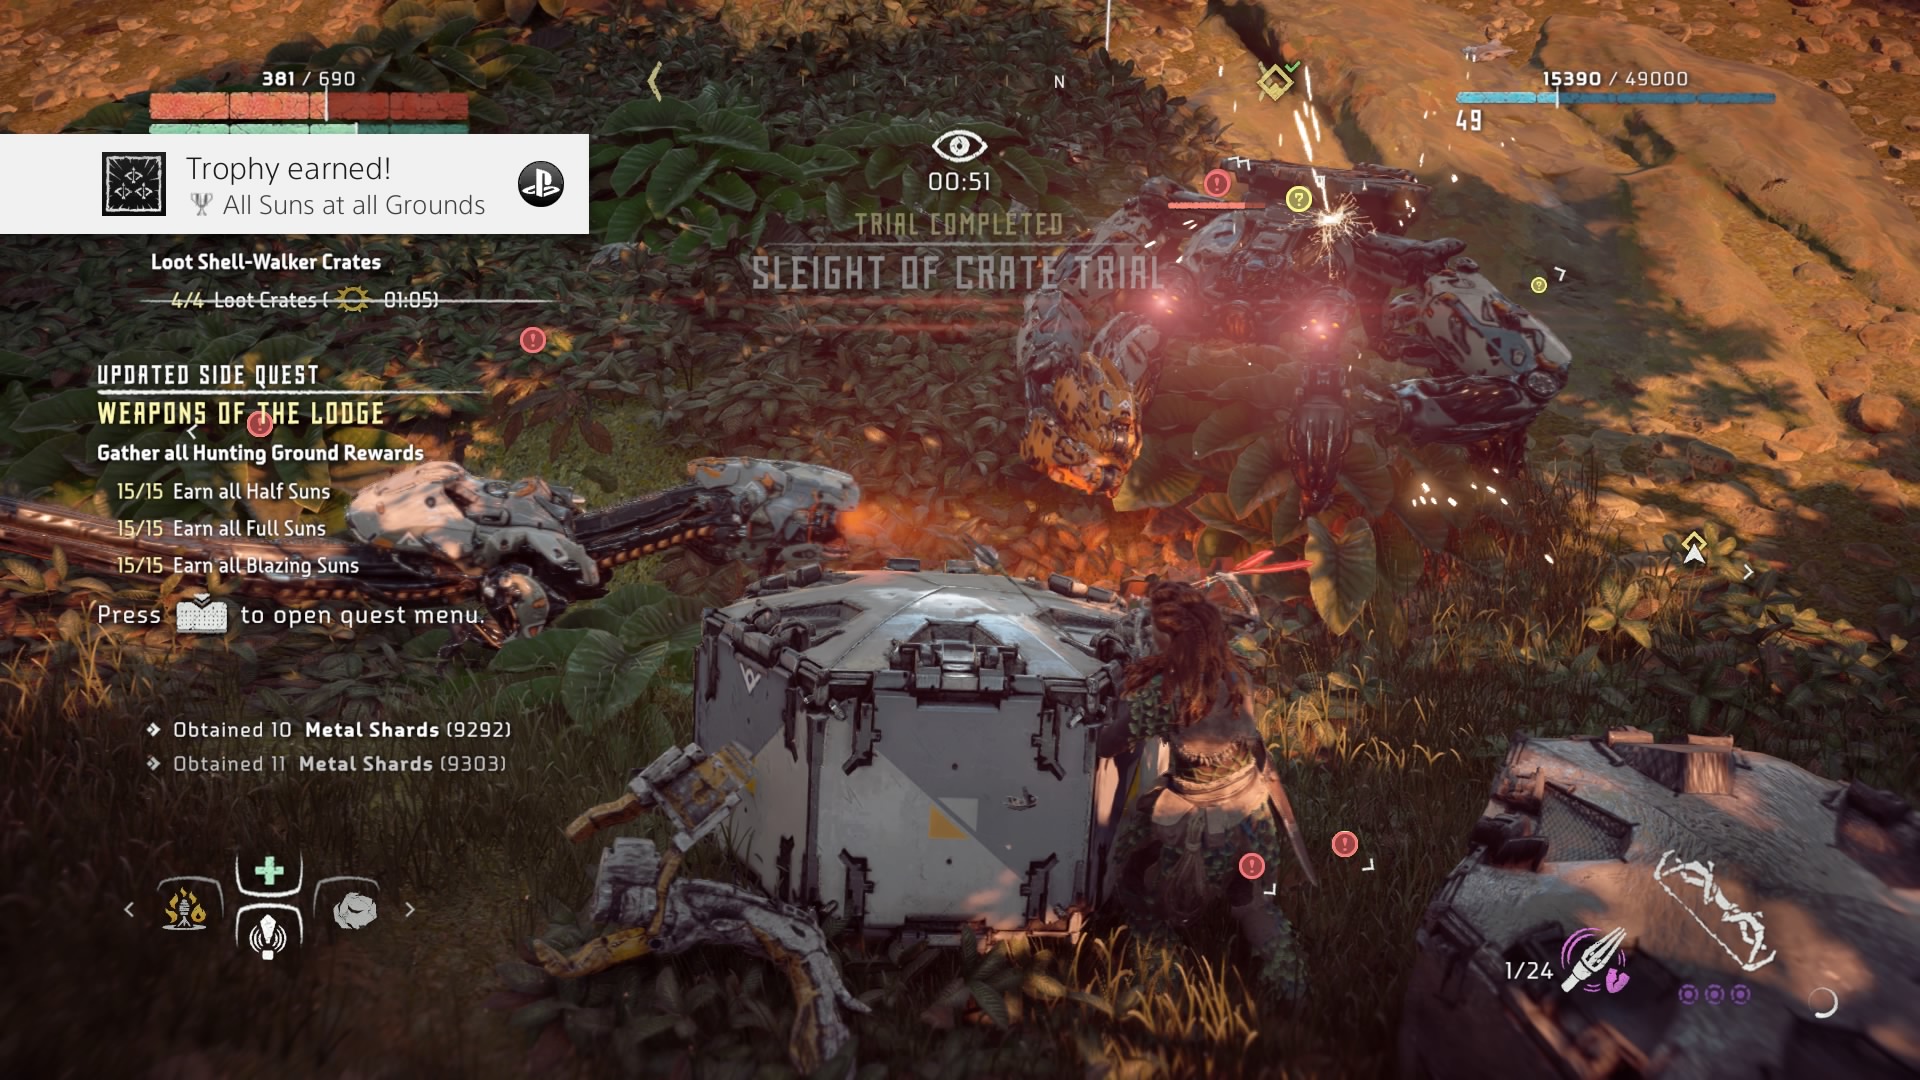 381 / 690
N
15390 / 49000
49
Trophy earned!
All Suns at all Grounds
00:51
TRIAL COMPLETED
SLEIGHT OF CRATE TRIAL
Loot Shell-Walker Crates
4/4 Loot Crates ( 01:05)
UPDATED SIDE QUEST
WEAPONS OF THE LODGE
Gather all Hunting Ground Rewards
15/15 Earn all Half Suns
15/15 Earn all Full Suns
15/15 Earn all Blazing Suns
Press to open quest menu.
Obtained 10 Metal Shards (9292)
Obtained 11 Metal Shards (9303)
1/24